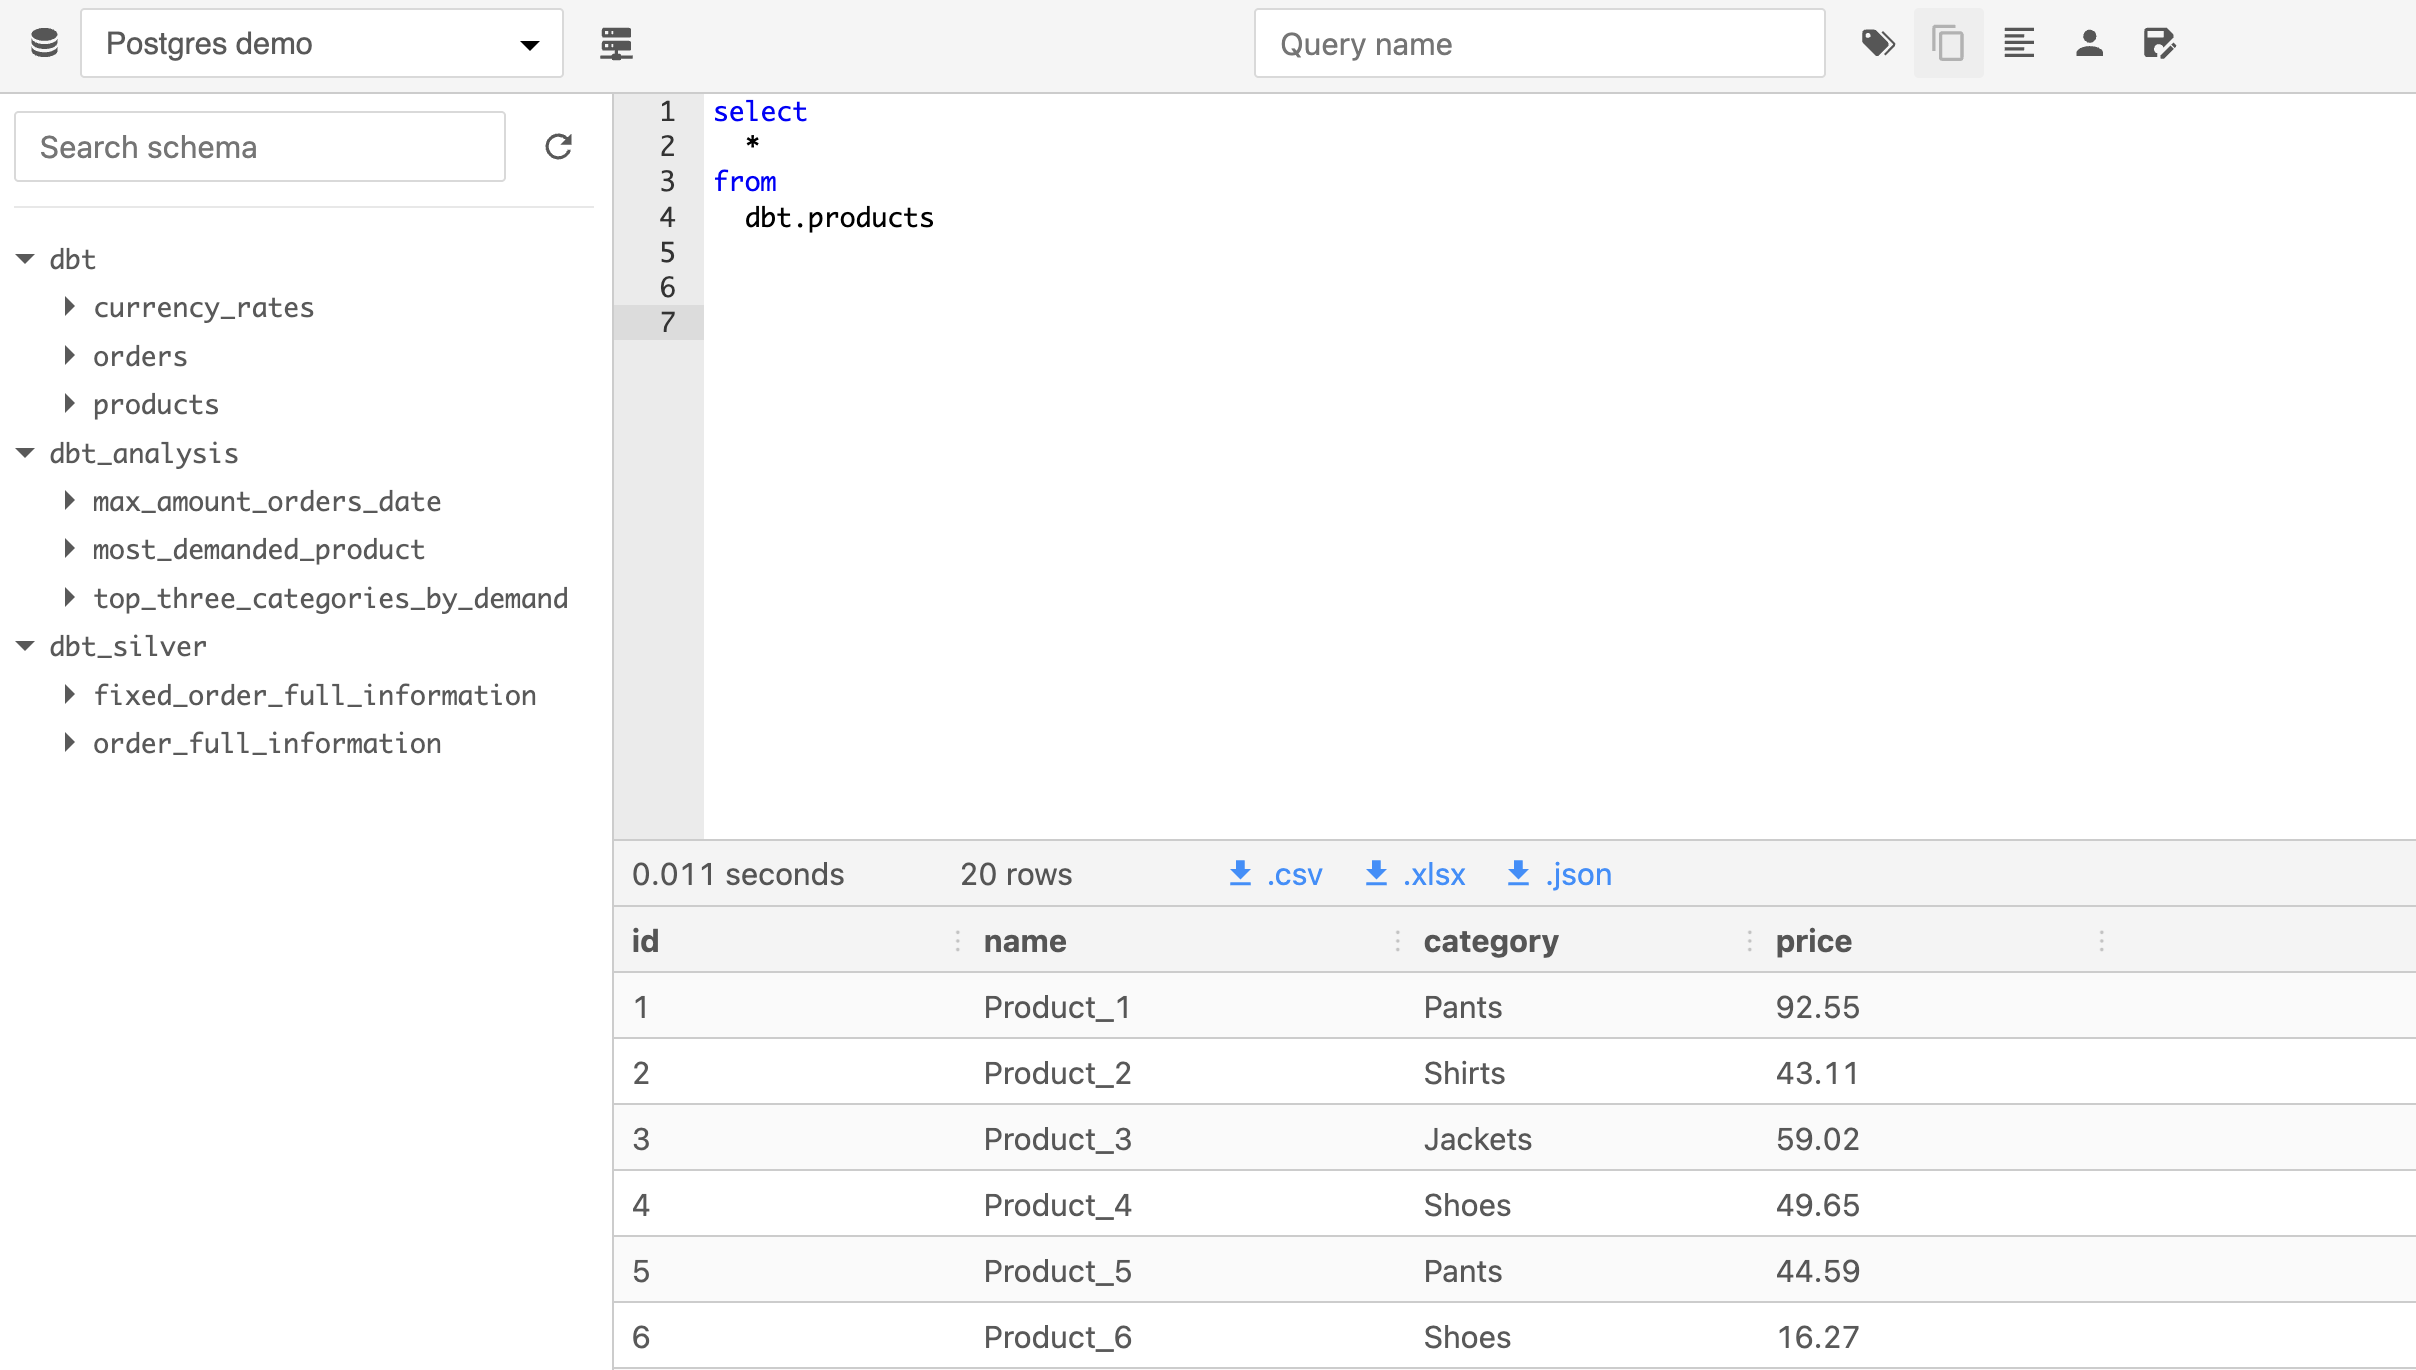 Postgres demo
Query name
Search schema
dbt
currency_rates
orders
products
dbt_analysis
max_amount_orders_date
most_demanded_product
top_three_categories_by_demand
dbt_silver
fixed_order_full_information
order_full_information
1 select
2 *
3 from
4 dbt.products
5
6
7
0.011 seconds 20 rows .csv .xlsx .json
id name category price
1 Product_1 Pants 92.55
2 Product_2 Shirts 43.11
3 Product_3 Jackets 59.02
4 Product_4 Shoes 49.65
5 Product_5 Pants 44.59
6 Product_6 Shoes 16.27